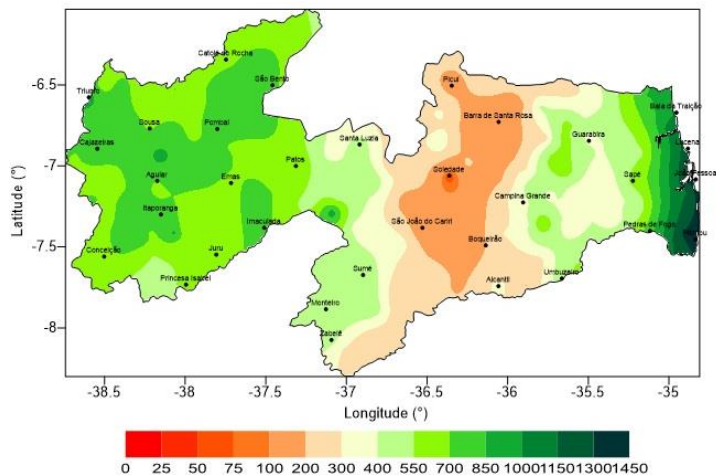 -6.5
-7
-7.5
-8
Latitude (°)
Catolé do Rocha
São Bento
Triunfo
Sousa
Pombal
Cajazeiras
Patos
Aguiar
Emas
Itaporanga
Imaculada
Conceição
Juru
Princesa Isabel
Santa Luzia
Picuí
Barra de Santa Rosa
Soledade
Campina Grande
São João do Cariri
Boqueirão
Sumé
Monteiro
Zabelê
Alcantil
Umbuzeiro
Guarabira
Sapé
Pedras de Fogo
Baía da Traição
Lucena
João Pessoa
-38.5 -38 -37.5 -37 -36.5 -36 -35.5 -35
Longitude (°)
0 25 50 75 100 200 300 400 550 700 850 1000 1150 1300 1450